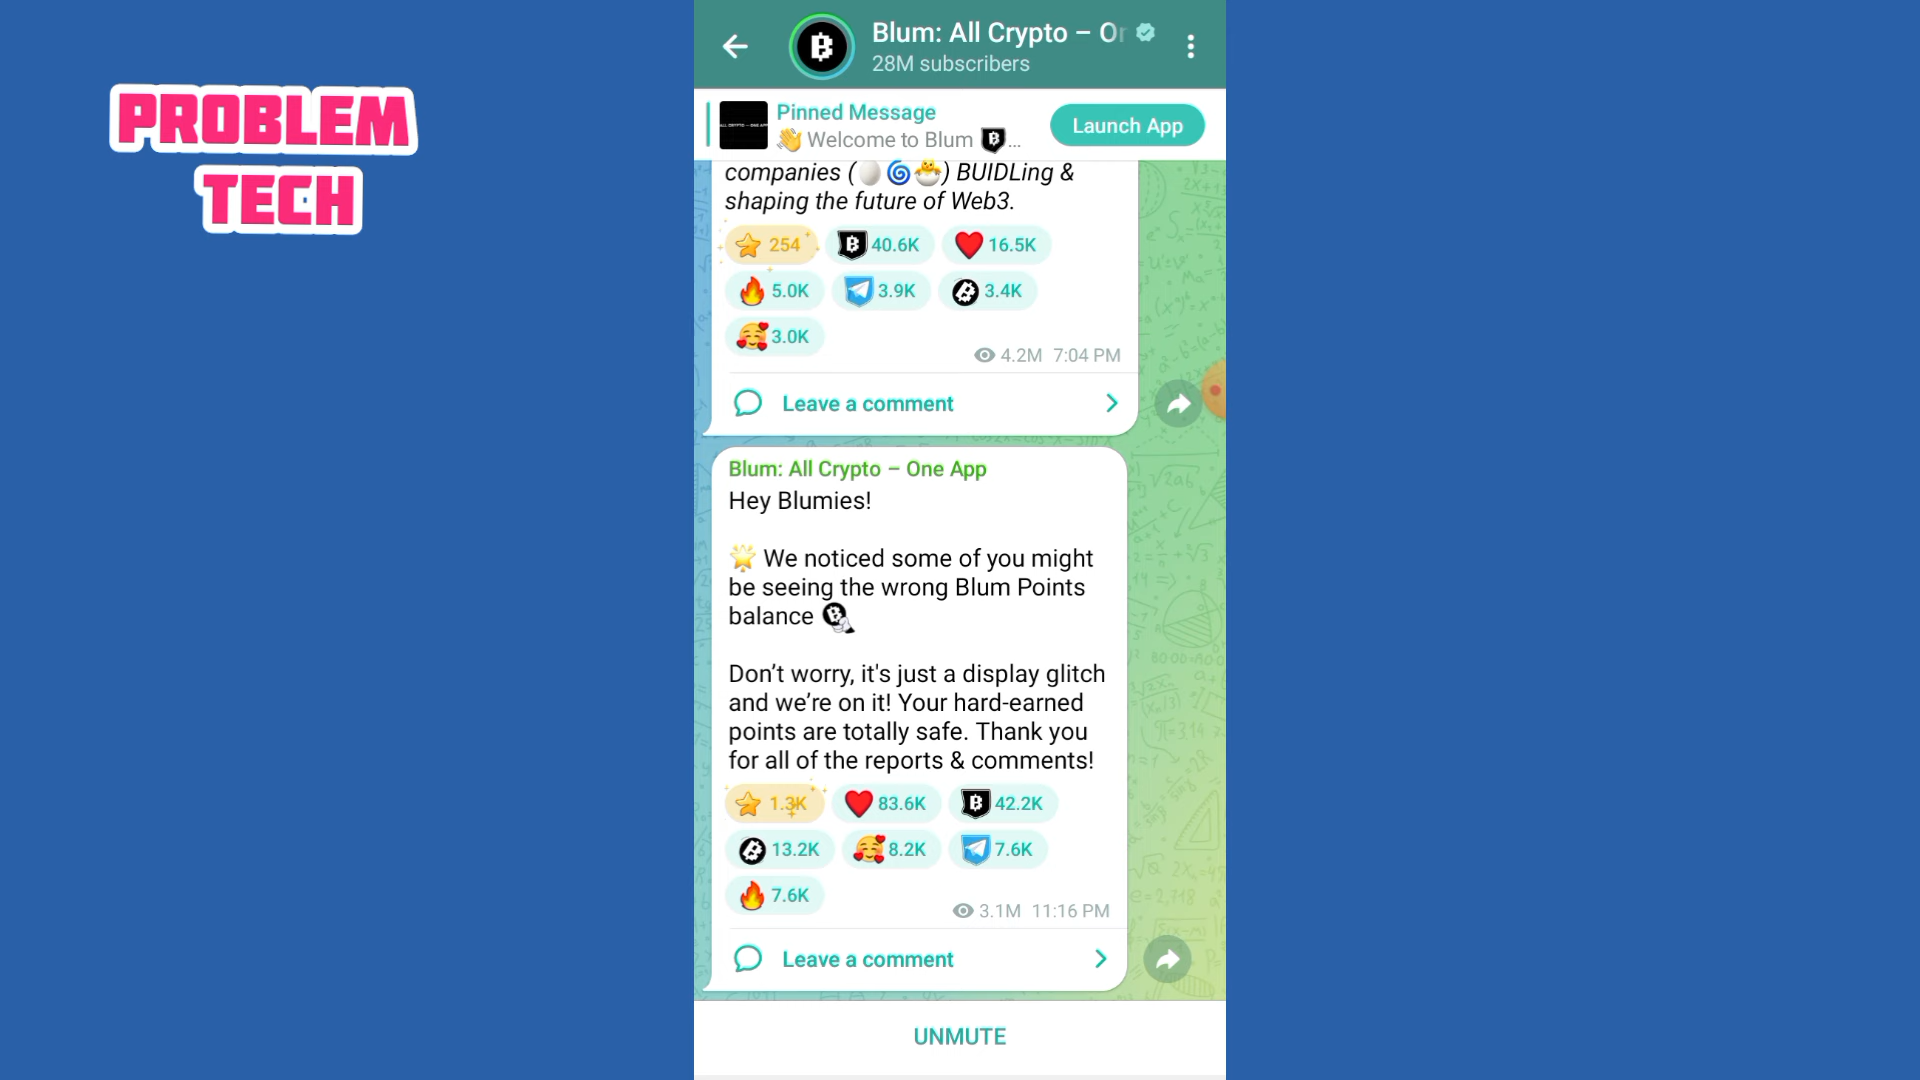 PROBLEM
TECH
Blum: All Crypto – Or
28M subscribers
Pinned Message
👋 Welcome to Blum ...
Launch App
companies (🥚🌀🐣) BUIDLing &
shaping the future of Web3.
254 40.6K 16.5K
5.0K 3.9K 3.4K
3.0K
4.2M 7:04 PM
Leave a comment
Blum: All Crypto – One App
Hey Blumies!
🌟 We noticed some of you might
be seeing the wrong Blum Points
balance
Don’t worry, it's just a display glitch
and we’re on it! Your hard-earned
points are totally safe. Thank you
for all of the reports & comments!
1.3K 83.6K 42.2K
13.2K 8.2K 7.6K
7.6K
3.1M 11:16 PM
Leave a comment
UNMUTE